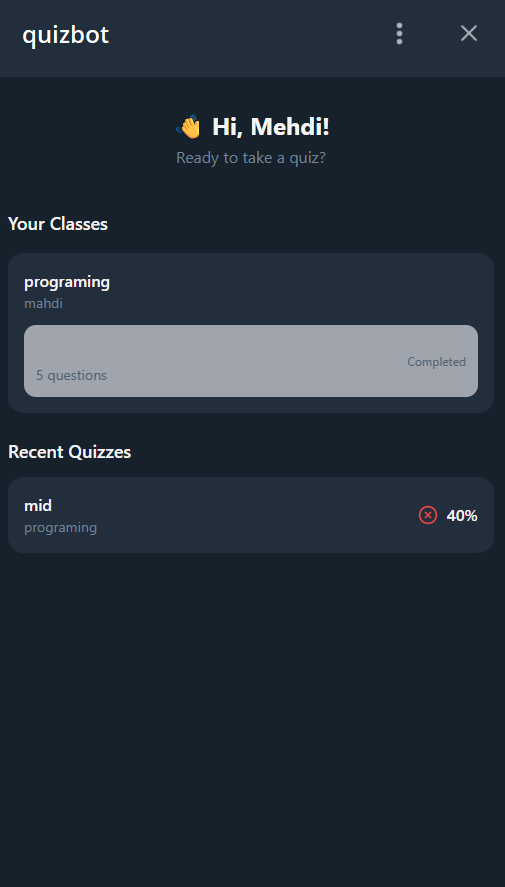 quizbot
👋 Hi, Mehdi!
Ready to take a quiz?
Your Classes
programing
mahdi
Completed
5 questions
Recent Quizzes
mid
programing
40%